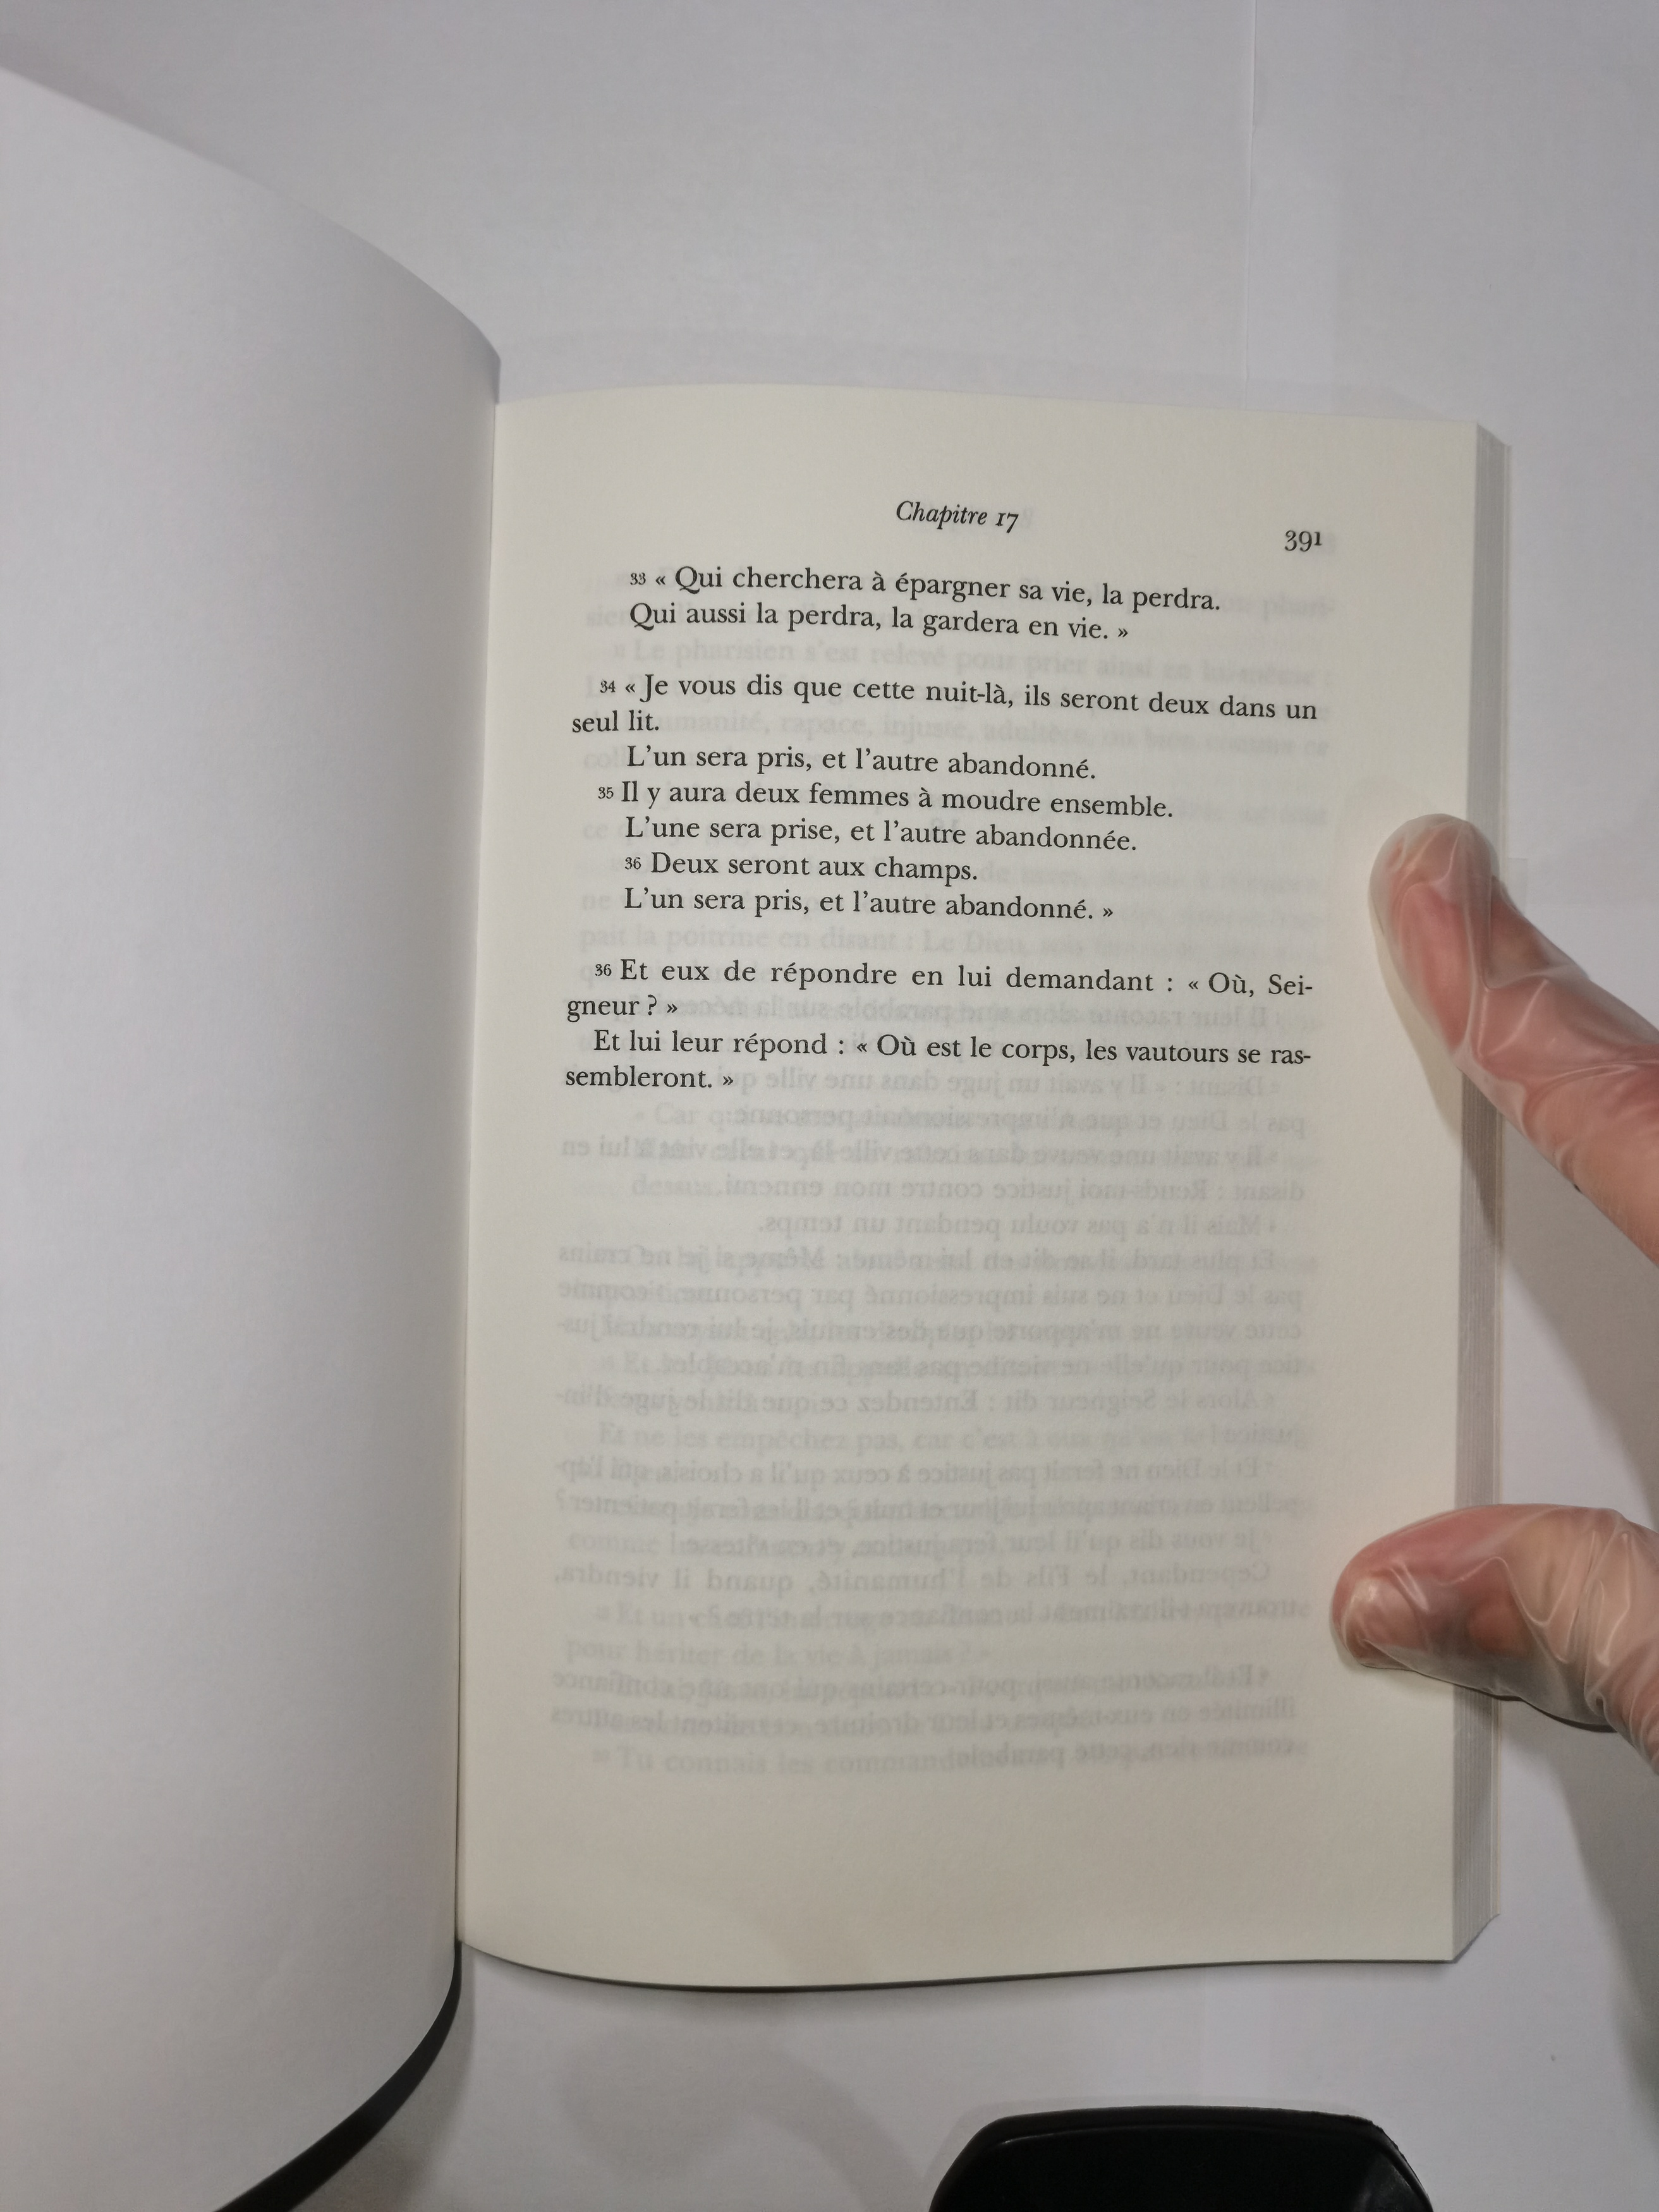 Chapitre 17
391
33 « Qui cherchera à épargner sa vie, la perdra.
Qui aussi la perdra, la gardera en vie. »
34 « Je vous dis que cette nuit-là, ils seront deux dans un
seul lit.
L'un sera pris, et l'autre abandonné.
35 Il y aura deux femmes à moudre ensemble.
L'une sera prise, et l'autre abandonnée.
36 Deux seront aux champs.
L'un sera pris, et l'autre abandonné. »
36 Et eux de répondre en lui demandant : « Où, Sei-
gneur ? »
Et lui leur répond : « Où est le corps, les vautours se ras-
sembleront. »